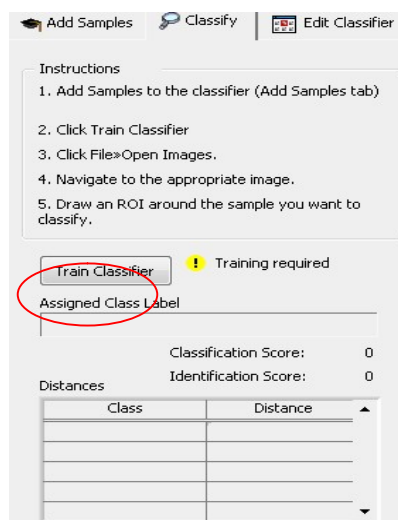 Add Samples Classify Edit Classifier
Instructions
1. Add Samples to the classifier (Add Samples tab)
2. Click Train Classifier
3. Click File»Open Images.
4. Navigate to the appropriate image.
5. Draw an ROI around the sample you want to
classify.
Train Classifier ! Training required
Assigned Class Label
Classification Score: 0
Identification Score: 0
Distances
Class Distance